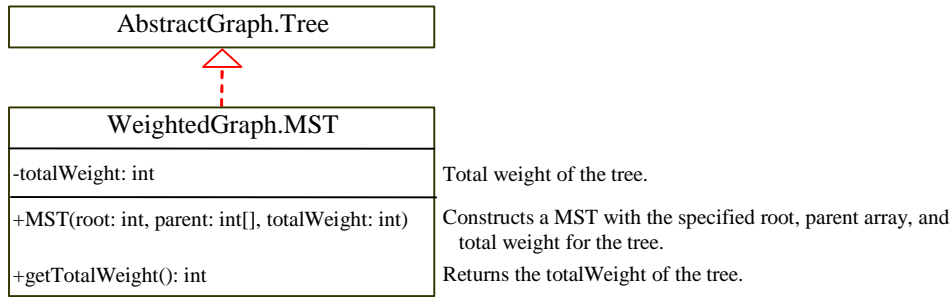 AbstractGraph.Tree
WeightedGraph.MST
-totalWeight: int
Total weight of the tree.
+MST(root: int, parent: int[], totalWeight: int)
Constructs a MST with the specified root, parent array, and
total weight for the tree.
+getTotalWeight(): int
Returns the totalWeight of the tree.